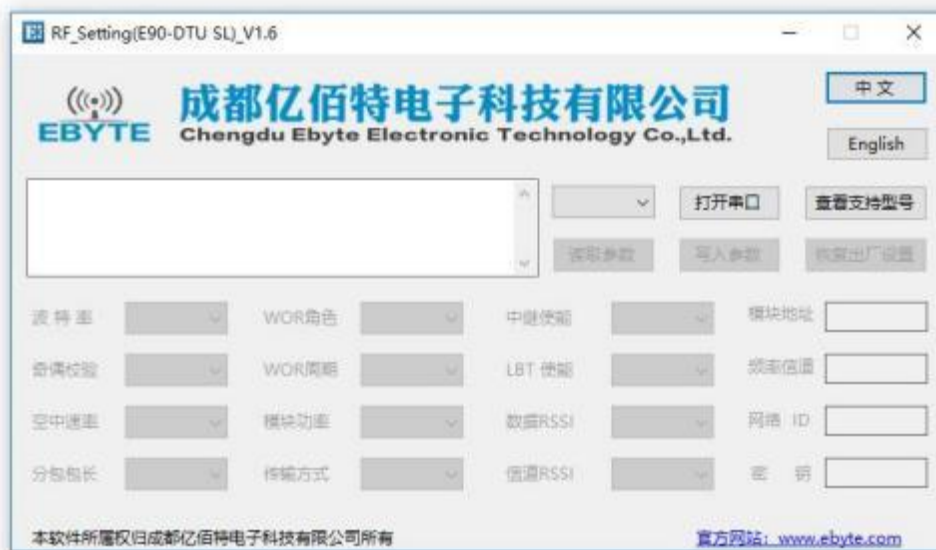 RF_Setting(E90-DTU SL)_V1.6
EBYTE
成都亿佰特电子科技有限公司
Chengdu Ebyte Electronic Technology Co.,Ltd.
中文
English
打开串口
查看支持型号
读取参数
写入参数
恢复出厂设置
波特率
WOR角色
中继使能
模块地址
奇偶校验
WOR周期
LBT 使能
频率信道
空中速率
模块功率
数据RSSI
网络 ID
分包包长
传输方式
信道RSSI
密 钥
本软件所属权归成都亿佰特电子科技有限公司所有
官方网站：www.ebyte.com